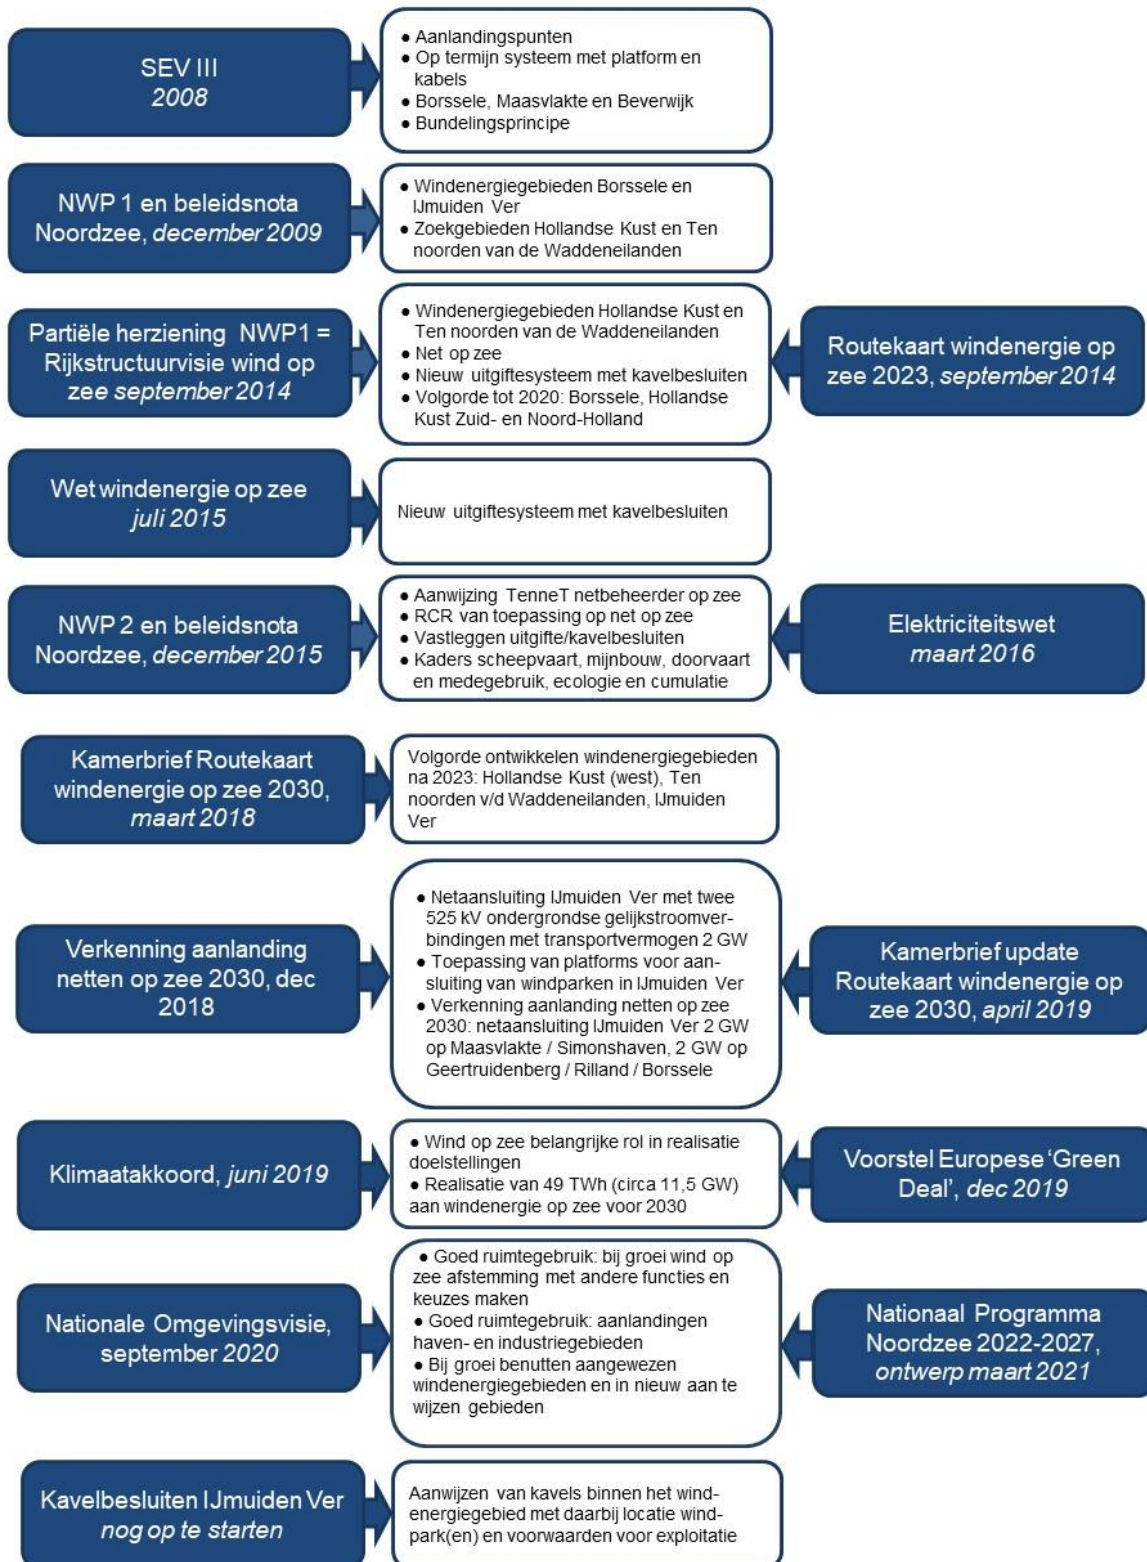 SEV III
2008
● Aanlandingspunten
● Op termijn systeem met platform en
kabels
● Borssele, Maasvlakte en Beverwijk
● Bundelingsprincipe
NWP 1 en beleidsnota
Noordzee, december 2009
● Windenergiegebieden Borssele en
IJmuiden Ver
● Zoekgebieden Hollandse Kust en Ten
noorden van de Waddeneilanden
Partiële herziening NWP1 =
Rijkstructuurvisie wind op
zee september 2014
● Windenergiegebieden Hollandse Kust en
Ten noorden van de Waddeneilanden
● Net op zee
● Nieuw uitgiftesysteem met kavelbesluiten
● Volgorde tot 2020: Borssele, Hollandse
Kust Zuid- en Noord-Holland
Routekaart windenergie op
zee 2023, september 2014
Wet windenergie op zee
juli 2015
Nieuw uitgiftesysteem met kavelbesluiten
NWP 2 en beleidsnota
Noordzee, december 2015
● Aanwijzing TenneT netbeheerder op zee
● RCR van toepassing op net op zee
● Vastleggen uitgifte/kavelbesluiten
● Kaders scheepvaart, mijnbouw, doorvaart
en medegebruik, ecologie en cumulatie
Elektriciteitswet
maart 2016
Kamerbrief Routekaart
windenergie op zee 2030,
maart 2018
Volgorde ontwikkelen windenergiegebieden
na 2023: Hollandse Kust (west), Ten
noorden v/d Waddeneilanden, IJmuiden
Ver
Verkenning aanlanding
netten op zee 2030, dec
2018
● Netaansluiting IJmuiden Ver met twee
525 kV ondergrondse gelijkstroomver-
bindingen met transportvermogen 2 GW
● Toepassing van platforms voor aan-
sluiting van windparken in IJmuiden Ver
● Verkenning aanlanding netten op zee
2030: netaansluiting IJmuiden Ver 2 GW
op Maasvlakte / Simonshaven, 2 GW op
Geertruidenberg / Rilland / Borssele
Kamerbrief update
Routekaart windenergie op
zee 2030, april 2019
Klimaatakkoord, juni 2019
● Wind op zee belangrijke rol in realisatie
doelstellingen
● Realisatie van 49 TWh (circa 11,5 GW)
aan windenergie op zee voor 2030
Voorstel Europese ‘Green
Deal’, dec 2019
Nationale Omgevingsvisie,
september 2020
● Goed ruimtegebruik: bij groei wind op
zee afstemming met andere functies en
keuzes maken
● Goed ruimtegebruik: aanlandingen
haven- en industriegebieden
● Bij groei benutten aangewezen
windenergiegebieden en in nieuw aan te
wijzen gebieden
Nationaal Programma
Noordzee 2022-2027,
ontwerp maart 2021
Kavelbesluiten IJmuiden Ver
nog op te starten
Aanwijzen van kavels binnen het wind-
energiegebied met daarbij locatie wind-
park(en) en voorwaarden voor exploitatie